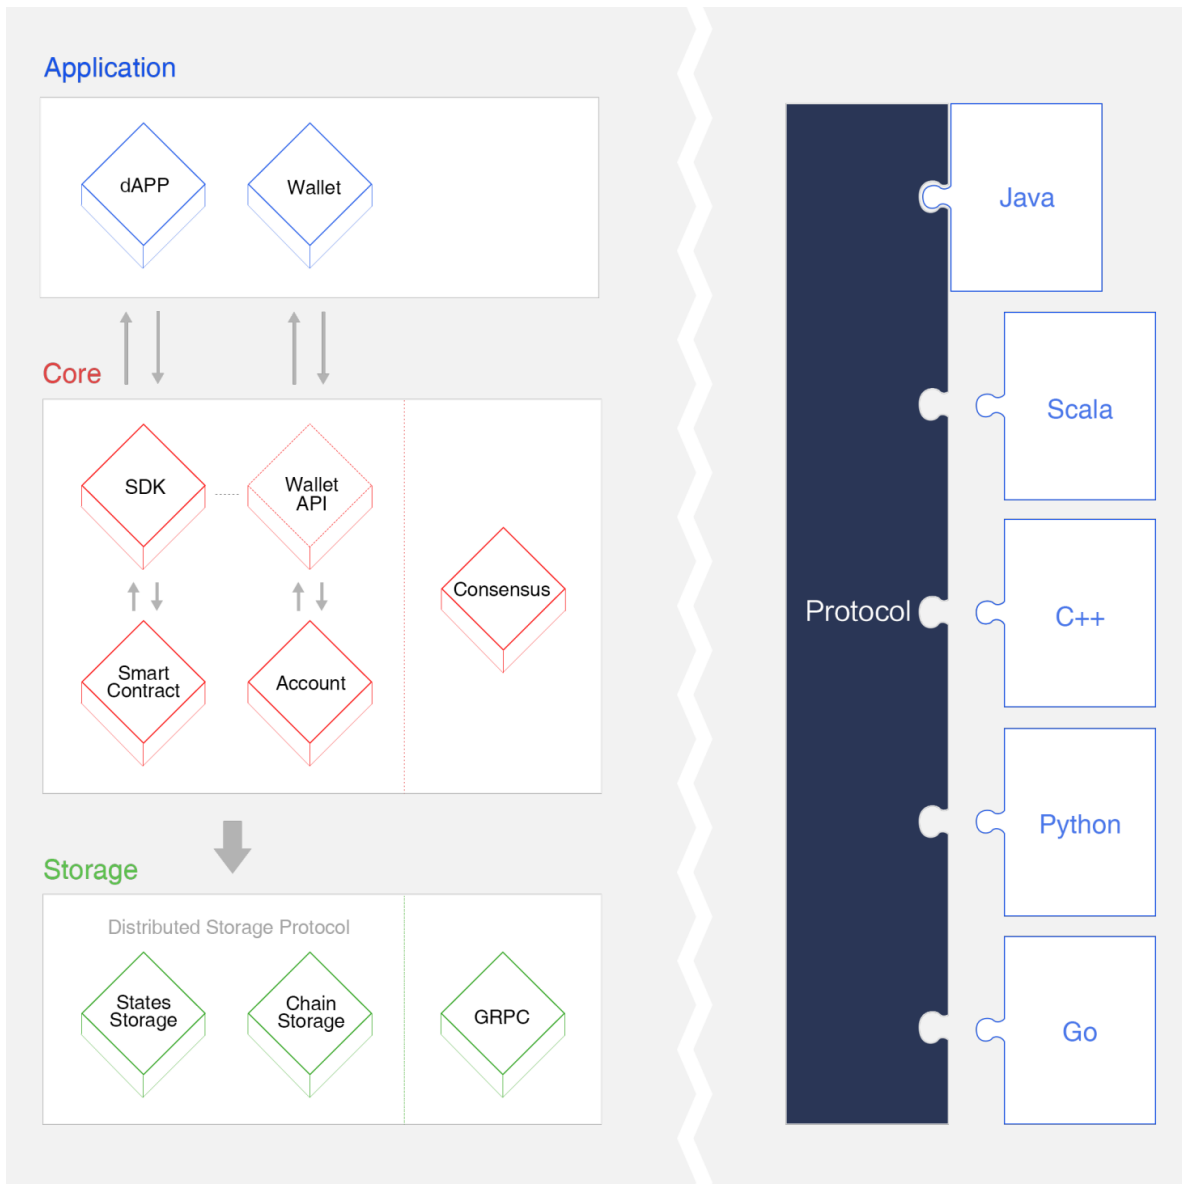 Application
dAPP
Wallet
Core
SDK
Wallet
API
Consensus
Smart
Contract
Account
Storage
Distributed Storage Protocol
States
Storage
Chain
Storage
GRPC
Protocol
Java
Scala
C++
Python
Go